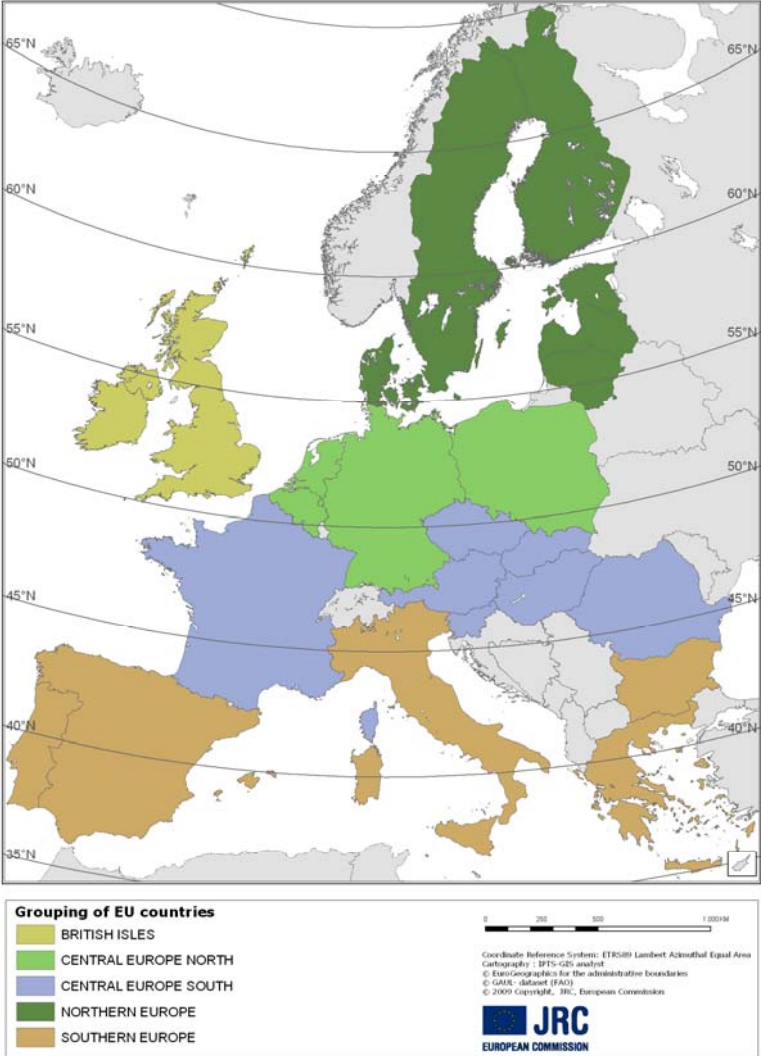 65°N
65°N
60°N
60°N
55°N
55°N
50°N
50°N
45°N
45°N
40°N
40°N
35°N
Grouping of EU countries
BRITISH ISLES
CENTRAL EUROPE NORTH
CENTRAL EUROPE SOUTH
NORTHERN EUROPE
SOUTHERN EUROPE
0 250 500 1.000 KM
Coordinate Reference System: ETRS89 Lambert Azimuthal Equal Area
Cartography : IPTS-GIS analyst
© EuroGeographics for the administrative boundaries
© GAUL- dataset (FAO)
© 2009 Copyright, JRC, European Commission
JRC
EUROPEAN COMMISSION